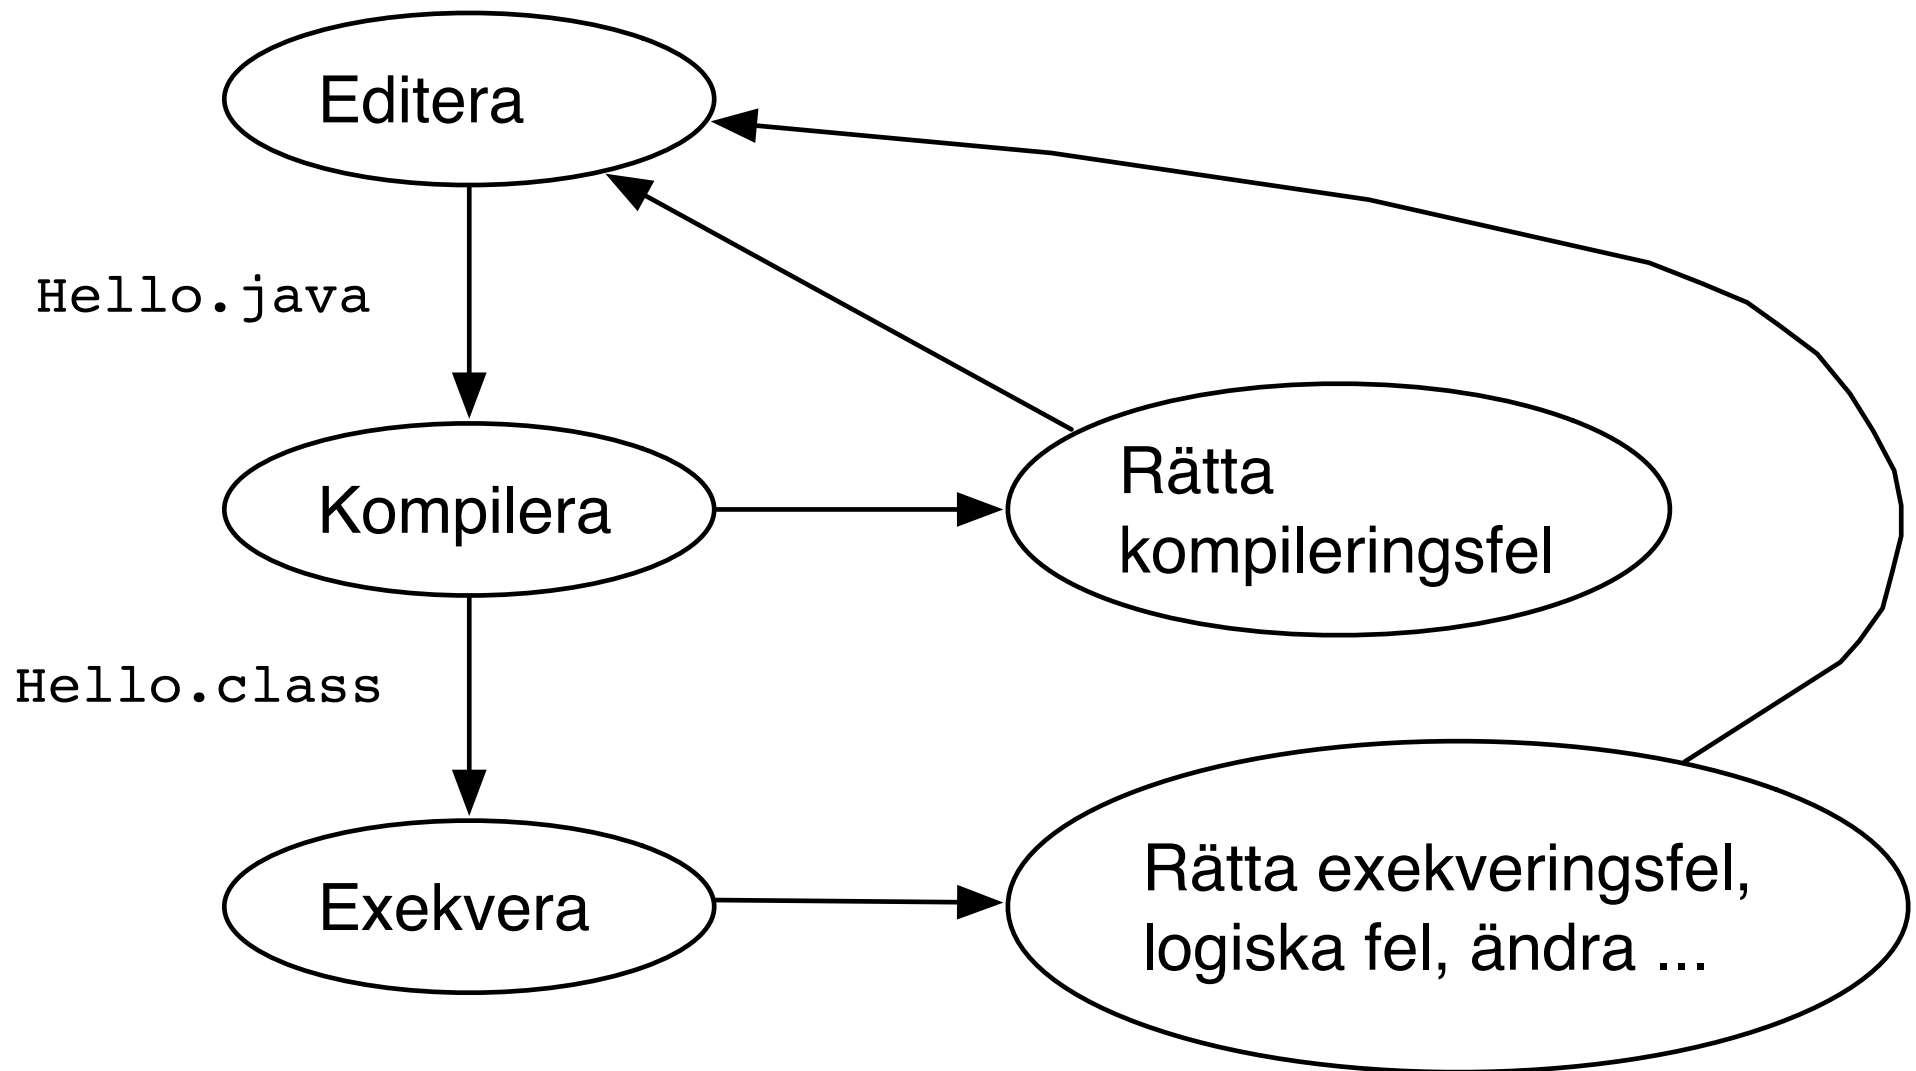 Editera
Hello.java
Kompilera
Rätta
kompileringsfel
Hello.class
Exekvera
Rätta exekveringsfel,
logiska fel, ändra ...